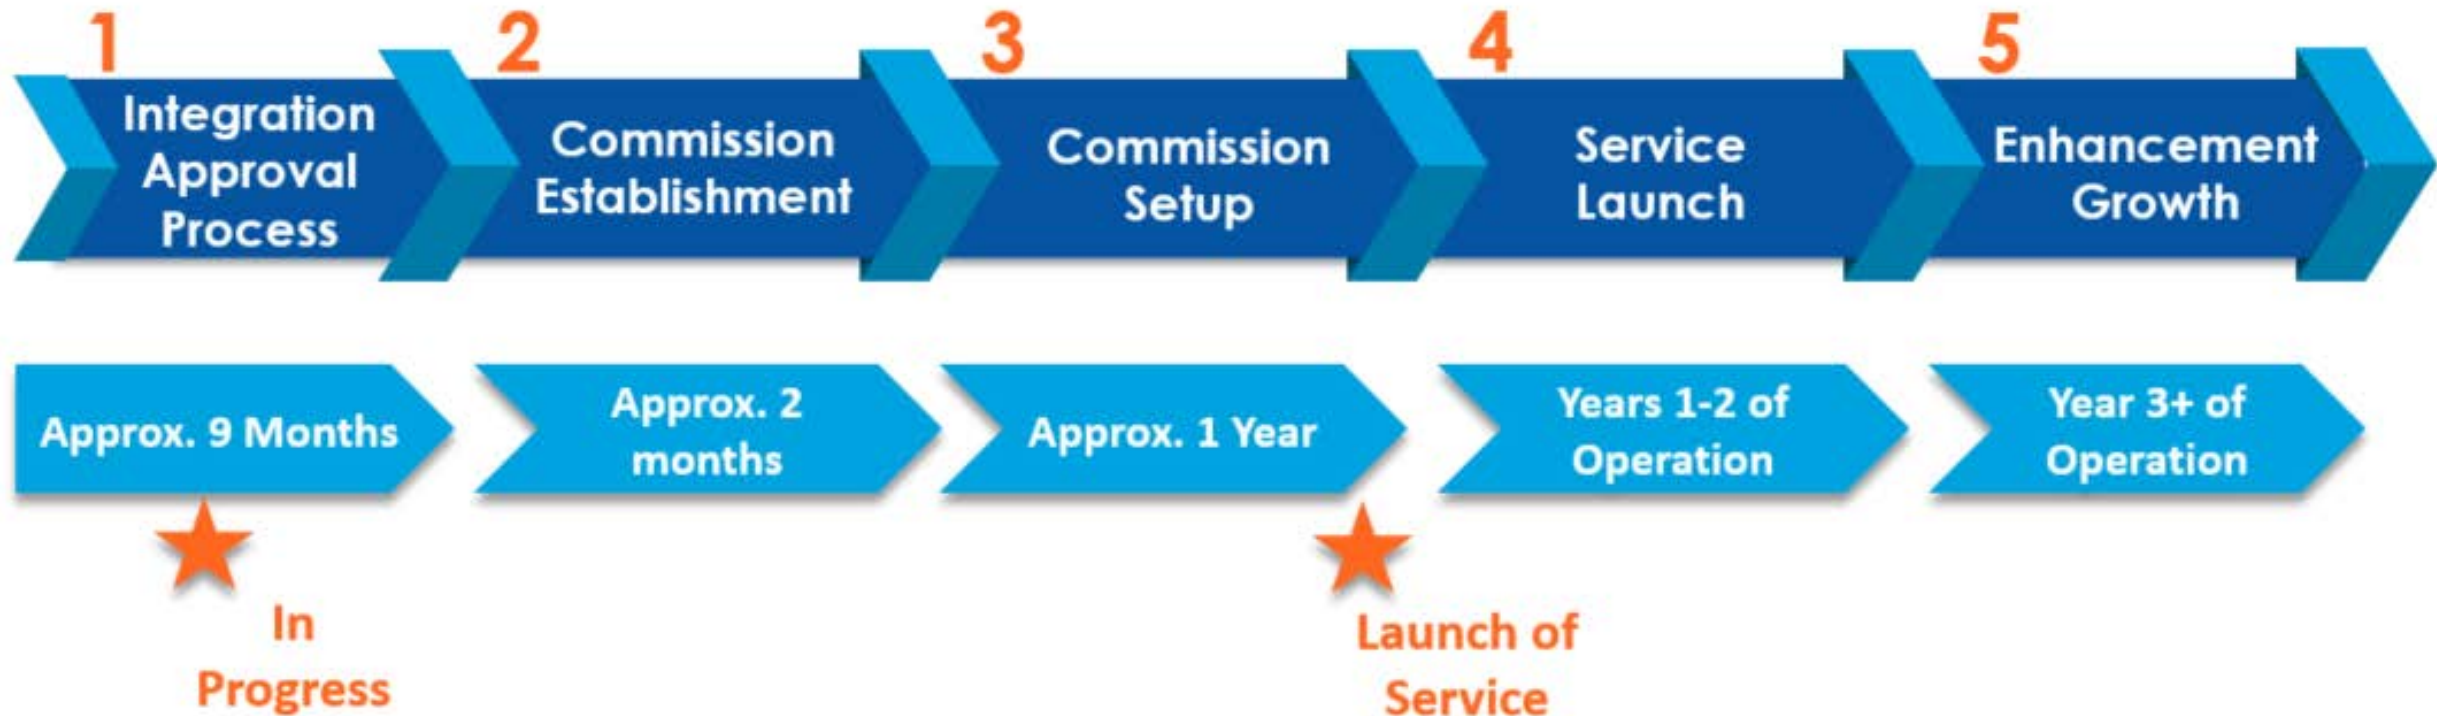 1
Integration
Approval
Process
2
Commission
Establishment
3
Commission
Setup
4
Service
Launch
5
Enhancement
Growth
Approx. 9 Months
Approx. 2
months
Approx. 1 Year
Years 1-2 of
Operation
Year 3+ of
Operation
In
Progress
Launch of
Service